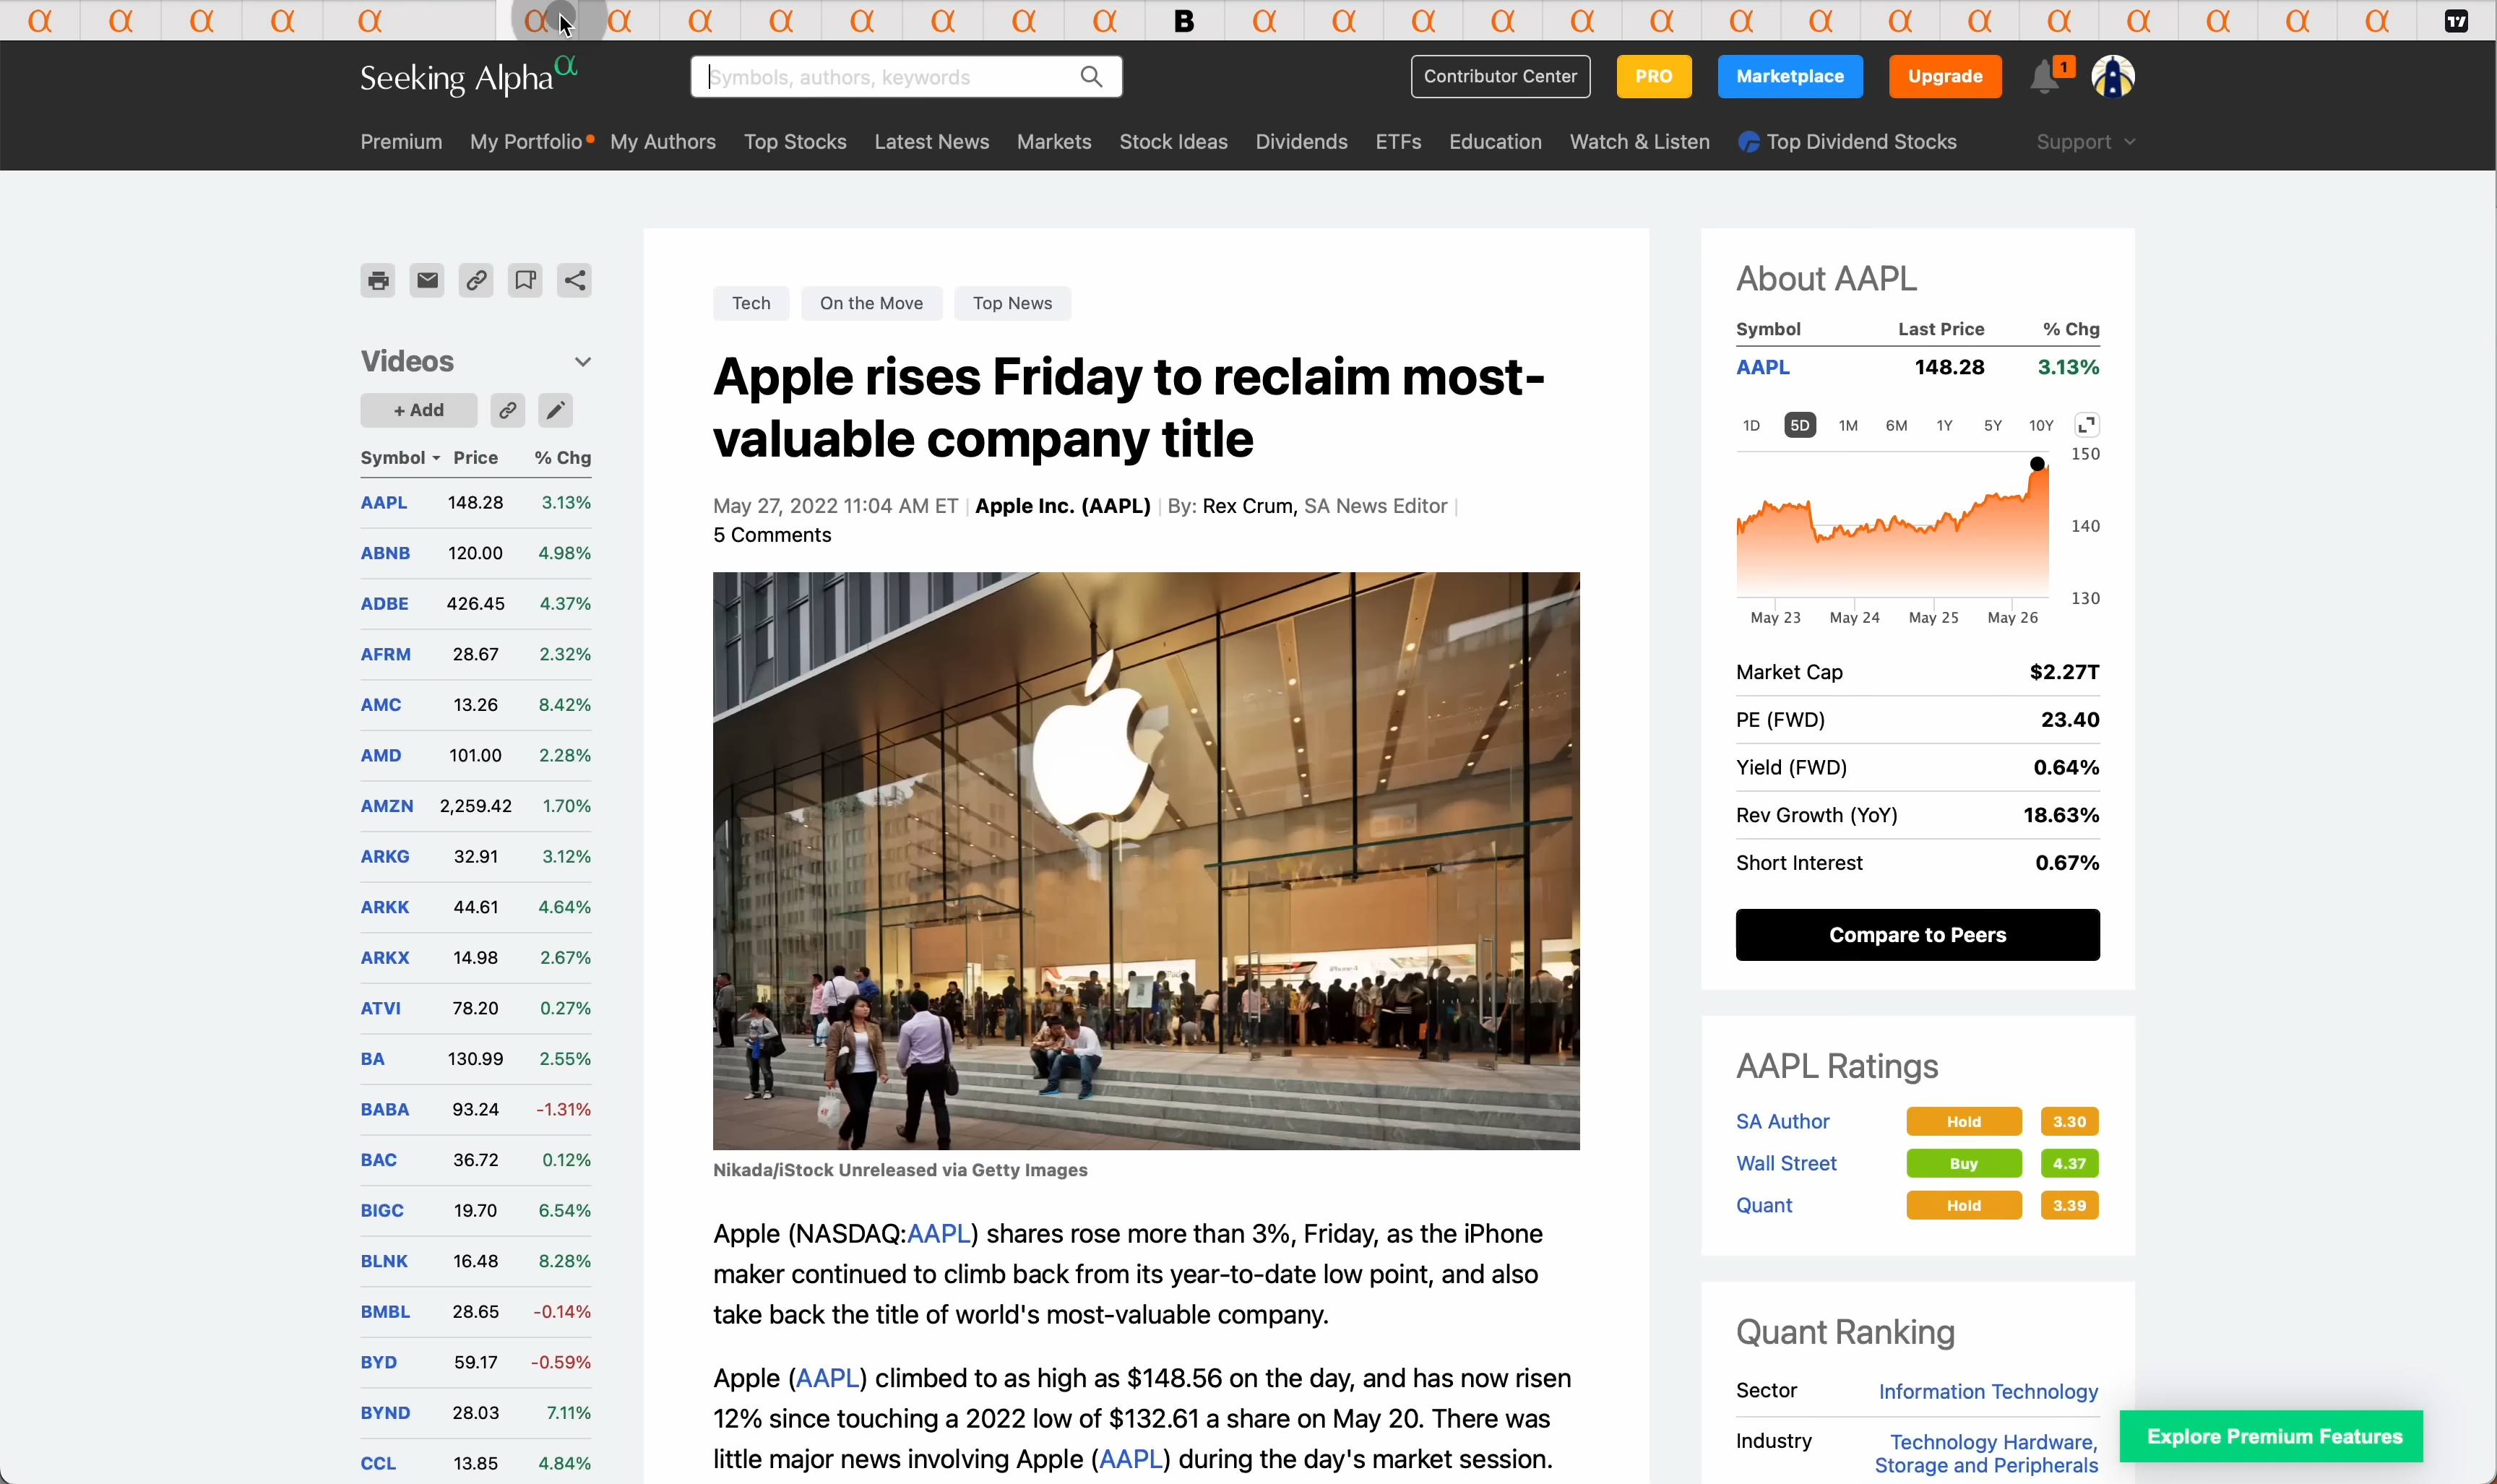 α α α α α α α α α α α α α B α α α α α α α α α α α α α α α
Seeking Alpha α
Symbols, authors, keywords
Contributor Center
PRO
Marketplace
Upgrade
1
Premium My Portfolio My Authors Top Stocks Latest News Markets Stock Ideas Dividends ETFs Education Watch & Listen Top Dividend Stocks Support
Videos
+ Add
Symbol Price % Chg
AAPL 148.28 3.13%
ABNB 120.00 4.98%
ADBE 426.45 4.37%
AFRM 28.67 2.32%
AMC 13.26 8.42%
AMD 101.00 2.28%
AMZN 2,259.42 1.70%
ARKG 32.91 3.12%
ARKK 44.61 4.64%
ARKX 14.98 2.67%
ATVI 78.20 0.27%
BA 130.99 2.55%
BABA 93.24 -1.31%
BAC 36.72 0.12%
BIGC 19.70 6.54%
BLNK 16.48 8.28%
BMBL 28.65 -0.14%
BYD 59.17 -0.59%
BYND 28.03 7.11%
CCL 13.85 4.84%
Tech On the Move Top News
Apple rises Friday to reclaim most-
valuable company title
May 27, 2022 11:04 AM ET | Apple Inc. (AAPL) | By: Rex Crum, SA News Editor |
5 Comments
Nikada/iStock Unreleased via Getty Images
Apple (NASDAQ:AAPL) shares rose more than 3%, Friday, as the iPhone
maker continued to climb back from its year-to-date low point, and also
take back the title of world's most-valuable company.
Apple (AAPL) climbed to as high as $148.56 on the day, and has now risen
12% since touching a 2022 low of $132.61 a share on May 20. There was
little major news involving Apple (AAPL) during the day's market session.
About AAPL
Symbol Last Price % Chg
AAPL 148.28 3.13%
1D 5D 1M 6M 1Y 5Y 10Y
150
140
130
May 23 May 24 May 25 May 26
Market Cap $2.27T
PE (FWD) 23.40
Yield (FWD) 0.64%
Rev Growth (YoY) 18.63%
Short Interest 0.67%
Compare to Peers
AAPL Ratings
SA Author Hold 3.30
Wall Street Buy 4.37
Quant Hold 3.39
Quant Ranking
Sector Information Technology
Industry Technology Hardware,
Storage and Peripherals
Explore Premium Features